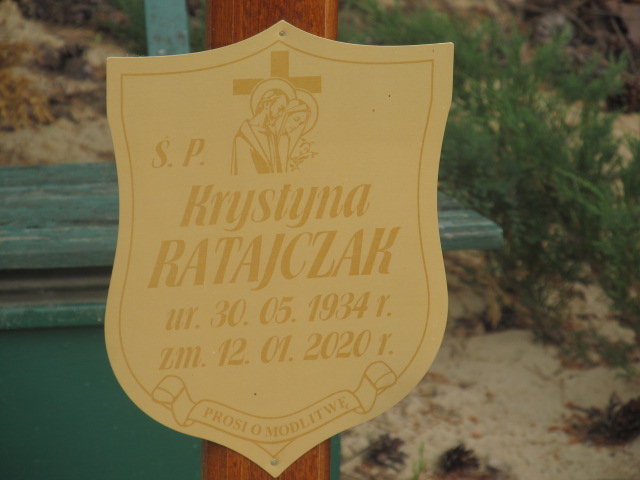 Ś. P.
Krystyna
RATAJCZAK
ur. 30. 05. 1934 r.
zm. 12. 01. 2020 r.
PROSI O MODLITWĘ